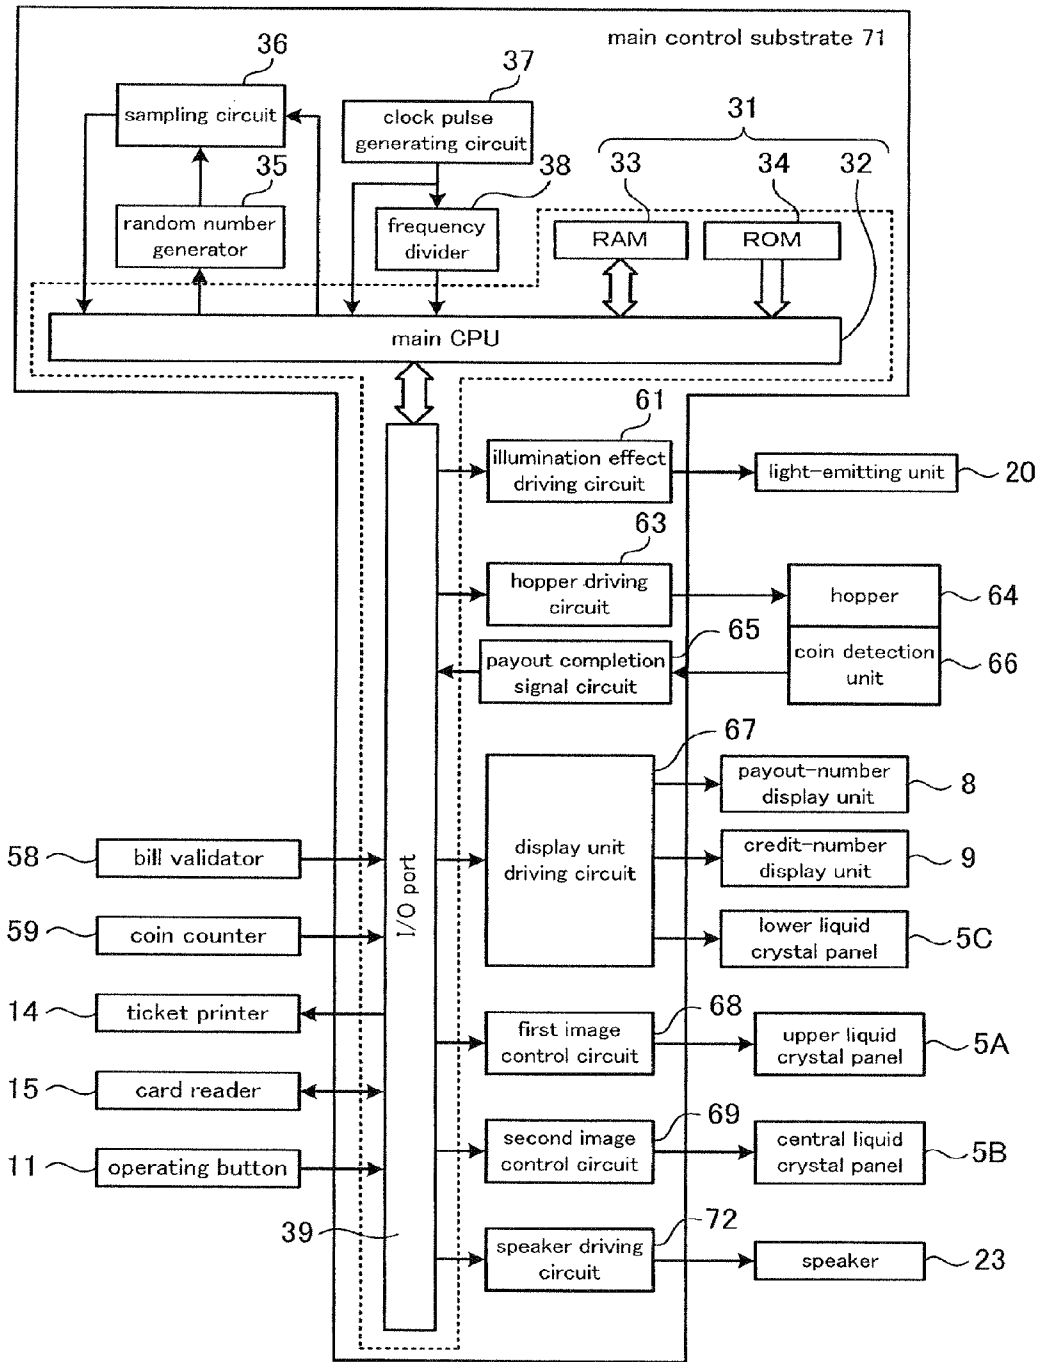 main control substrate 71
36
37
sampling circuit
clock pulse
generating circuit
31
35
38
33
34
32
random number
generator
frequency
divider
RAM
ROM
main CPU
61
illumination effect
driving circuit
light-emitting unit
20
63
hopper driving
circuit
hopper
64
65
payout completion
signal circuit
coin detection
unit
66
67
payout-number
display unit
8
58
bill validator
I/O port
display unit
driving circuit
credit-number
display unit
9
59
coin counter
lower liquid
crystal panel
5C
14
ticket printer
68
first image
control circuit
upper liquid
crystal panel
5A
15
card reader
69
second image
control circuit
central liquid
crystal panel
5B
11
operating button
39
72
speaker driving
circuit
speaker
23